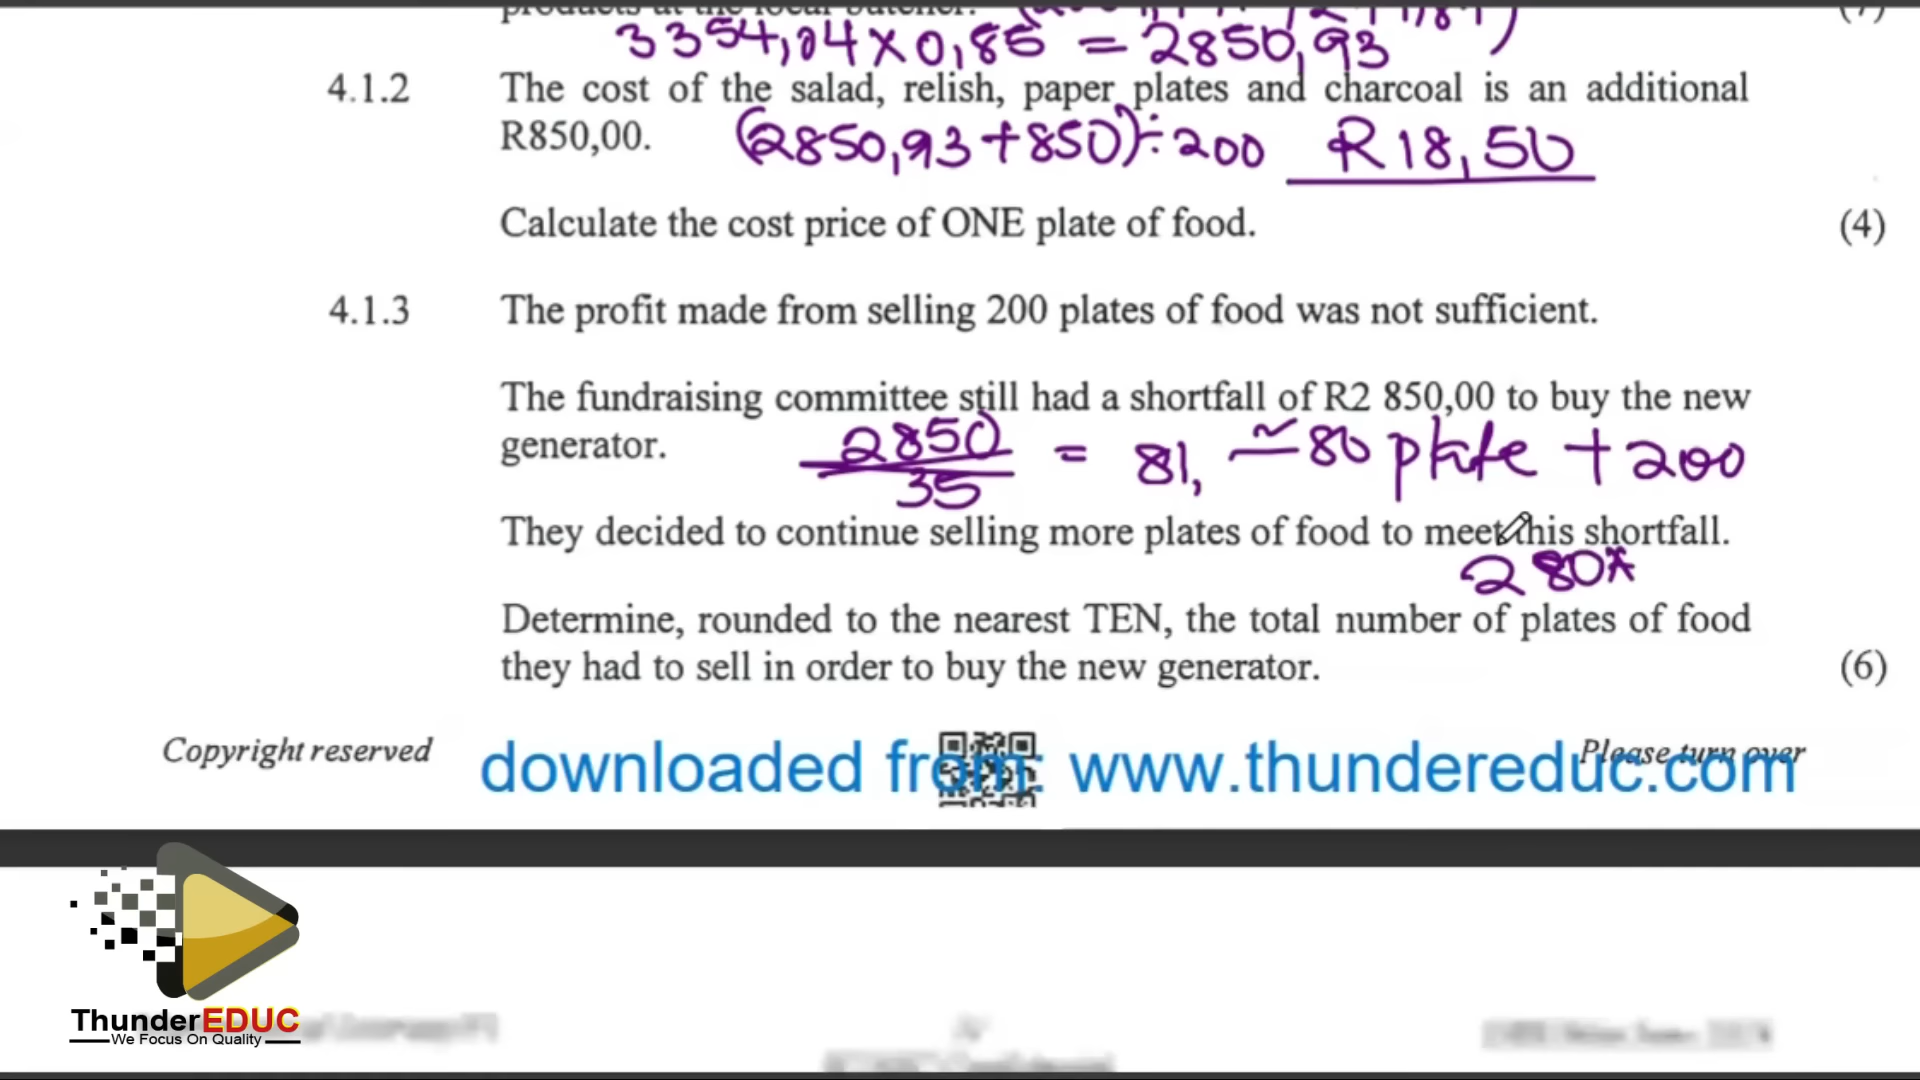 products at the local butcher.
3354,04 x 0,85 = 2850,93
4.1.2 The cost of the salad, relish, paper plates and charcoal is an additional
R850,00. (2850,93+850)÷200 R18,50
Calculate the cost price of ONE plate of food. (4)
4.1.3 The profit made from selling 200 plates of food was not sufficient.
The fundraising committee still had a shortfall of R2 850,00 to buy the new
generator. 2850/35 = 81, ≃80 plate + 200
They decided to continue selling more plates of food to meet this shortfall.
280*
Determine, rounded to the nearest TEN, the total number of plates of food
they had to sell in order to buy the new generator. (6)
Copyright reserved Please turn over
downloaded from: www.thundereduc.com
ThunderEDUC
We Focus On Quality